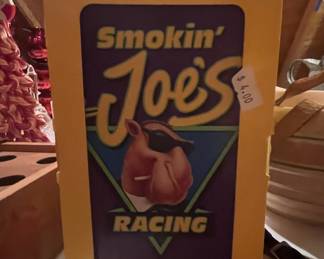 Smokin'
Joe's
$ 4.00
RACING